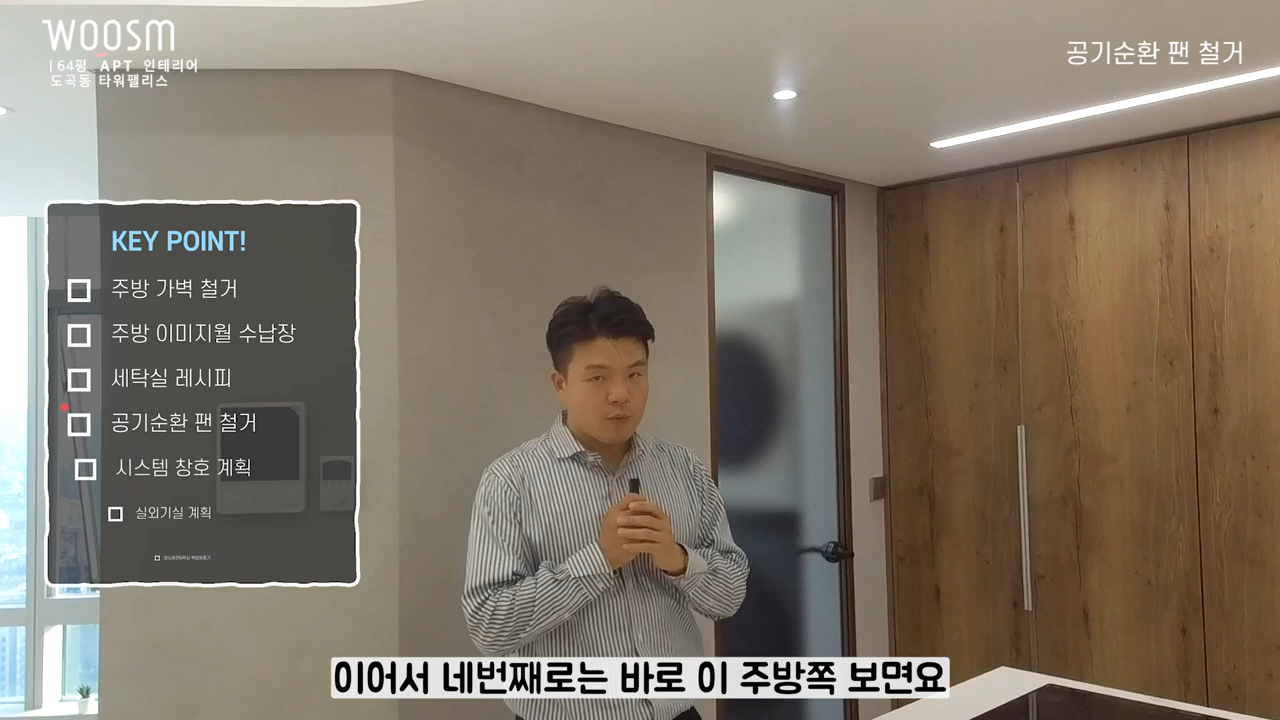 WOOSM
| 64평 APT 인테리어
도곡동 타워팰리스
공기순환 팬 철거
KEY POINT!
주방 가벽 철거
주방 이미지월 수납장
세탁실 레시피
공기순환 팬 철거
시스템 창호 계획
실외기실 계획
이어서 네번째로는 바로 이 주방쪽 보면요